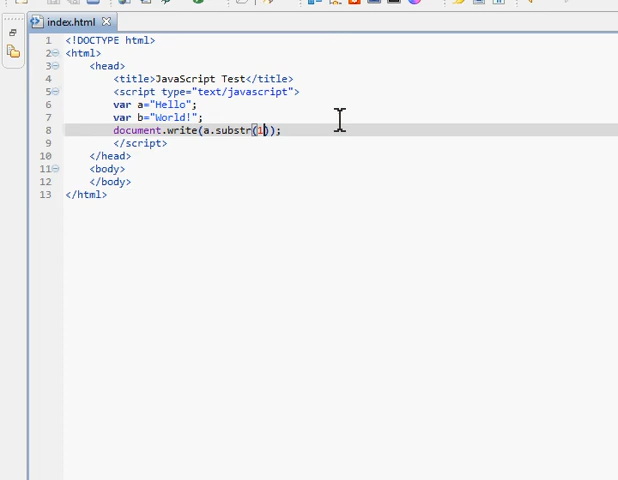 index.html
1 <!DOCTYPE html>
2 <html>
3 <head>
4 <title>JavaScript Test</title>
5 <script type="text/javascript">
6 var a="Hello";
7 var b="World!";
8 document.write(a.substr(1));
9 </script>
10 </head>
11 <body>
12 </body>
13 </html>